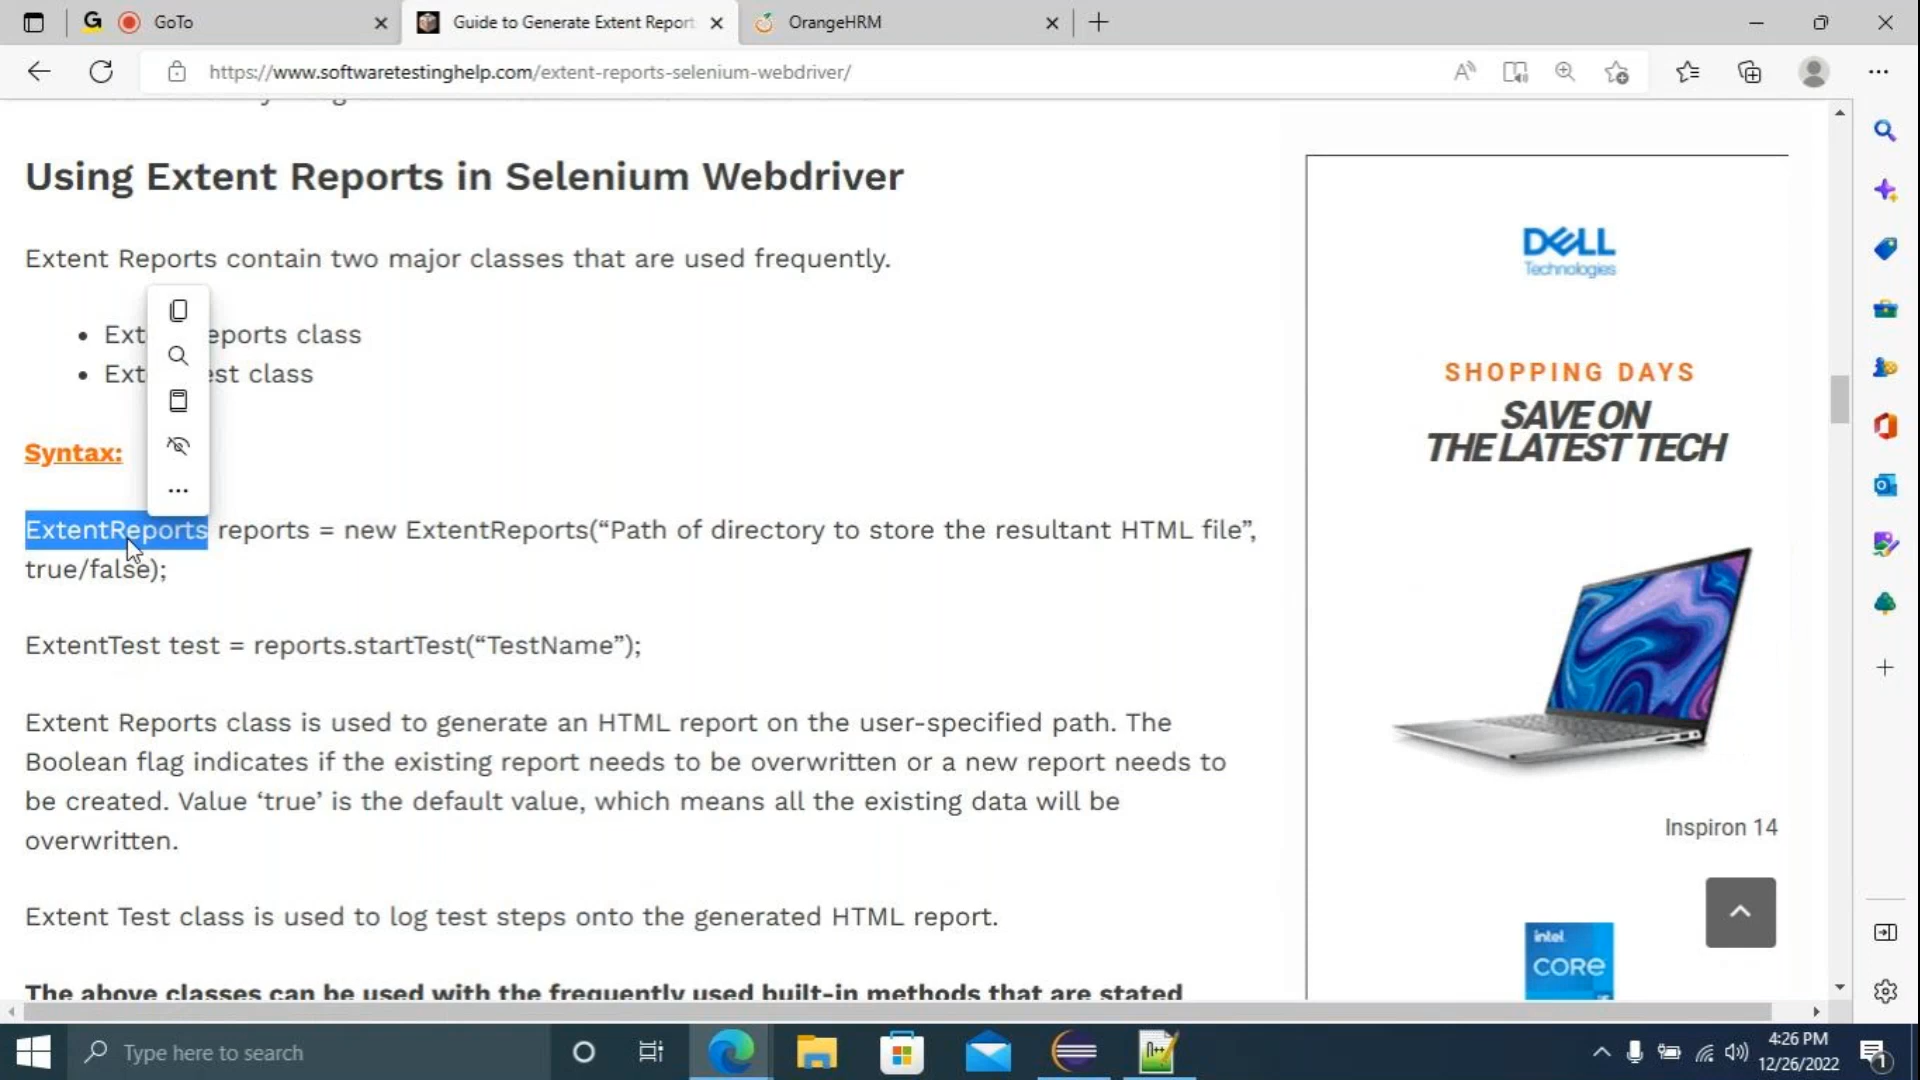 GoTo
Guide to Generate Extent Report
OrangeHRM
https://www.softwaretestinghelp.com/extent-reports-selenium-webdriver/
Using Extent Reports in Selenium Webdriver
Extent Reports contain two major classes that are used frequently.
Ext eports class
Ext est class
Syntax:
ExtentReports reports = new ExtentReports(“Path of directory to store the resultant HTML file”,
true/false);
ExtentTest test = reports.startTest(“TestName”);
Extent Reports class is used to generate an HTML report on the user-specified path. The
Boolean flag indicates if the existing report needs to be overwritten or a new report needs to
be created. Value ‘true’ is the default value, which means all the existing data will be
overwritten.
Extent Test class is used to log test steps onto the generated HTML report.
The above classes can be used with the frequently used built-in methods that are stated
DELL
Technologies
SHOPPING DAYS
SAVE ON
THE LATEST TECH
Inspiron 14
intel
CORE
Type here to search
4:26 PM
12/26/2022
1